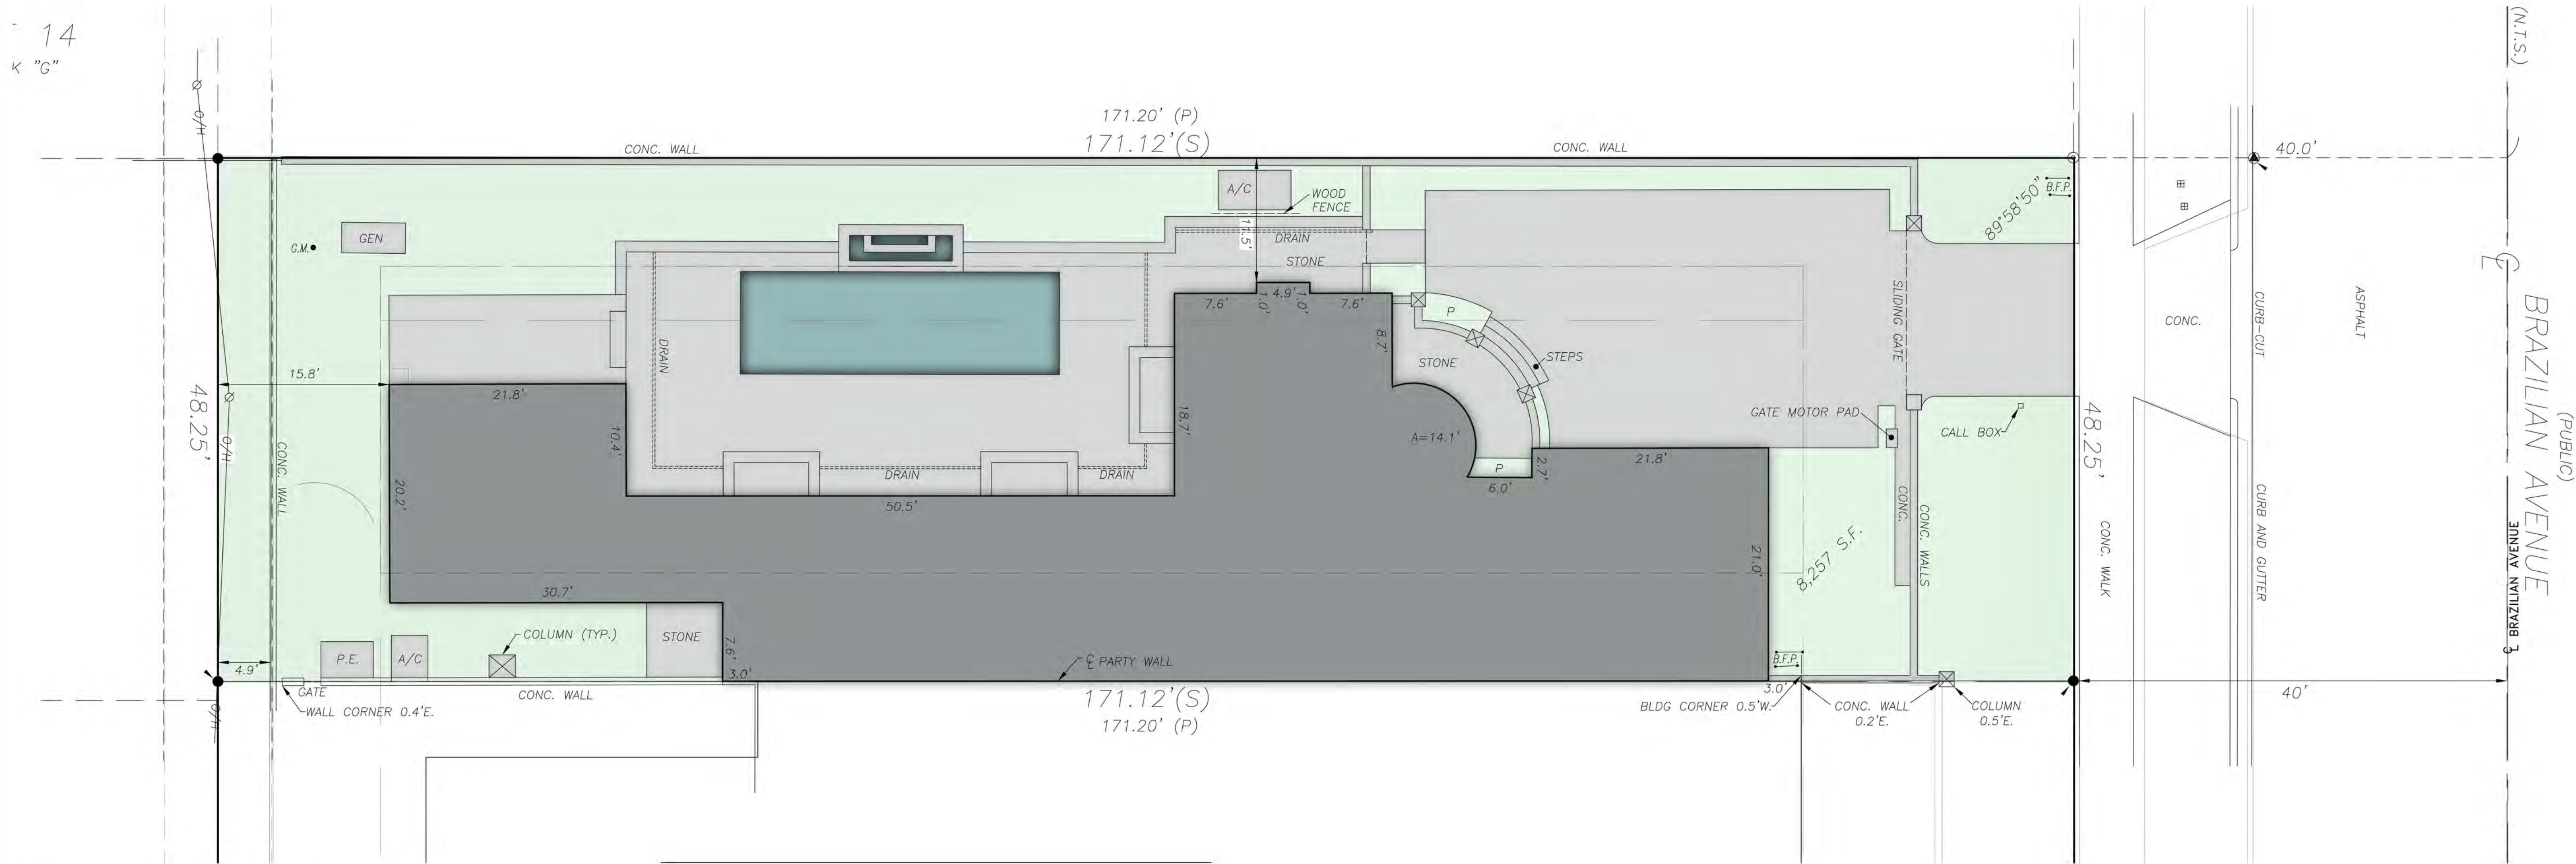 14
K "G"
O/H
171.20' (P)
171.12'(S)
CONC. WALL
CONC. WALL
40.0'
(N.T.S.)
A/C
WOOD
FENCE
11.5'
B.F.P.
89°58'50"
GEN
G.M.
DRAIN
STONE
7.6'
1.0'
4.9'
1.0'
7.6'
P
8.7'
STONE
STEPS
SLIDING GATE
CONC.
CURB-CUT
ASPHALT
℄
BRAZILIAN AVENUE
(PUBLIC)
DRAIN
15.8'
21.8'
48.25'
O/H
10.4'
18.7'
A=14.1'
GATE MOTOR PAD
CALL BOX
48.25'
CONC. WALL
20.2'
DRAIN
DRAIN
50.5'
P
6.0'
2.7'
21.8'
CONC.
CONC. WALLS
CONC. WALK
CURB AND GUTTER
℄ BRAZILIAN AVENUE
21.0'
8,257 S.F.
30.7'
COLUMN (TYP.)
STONE
7.6'
P.E.
A/C
4.9'
3.0'
℄ PARTY WALL
B.F.P.
3.0'
GATE
CONC. WALL
WALL CORNER 0.4'E.
O/H
171.12'(S)
171.20' (P)
BLDG CORNER 0.5'W.
CONC. WALL
0.2'E.
COLUMN
0.5'E.
40'